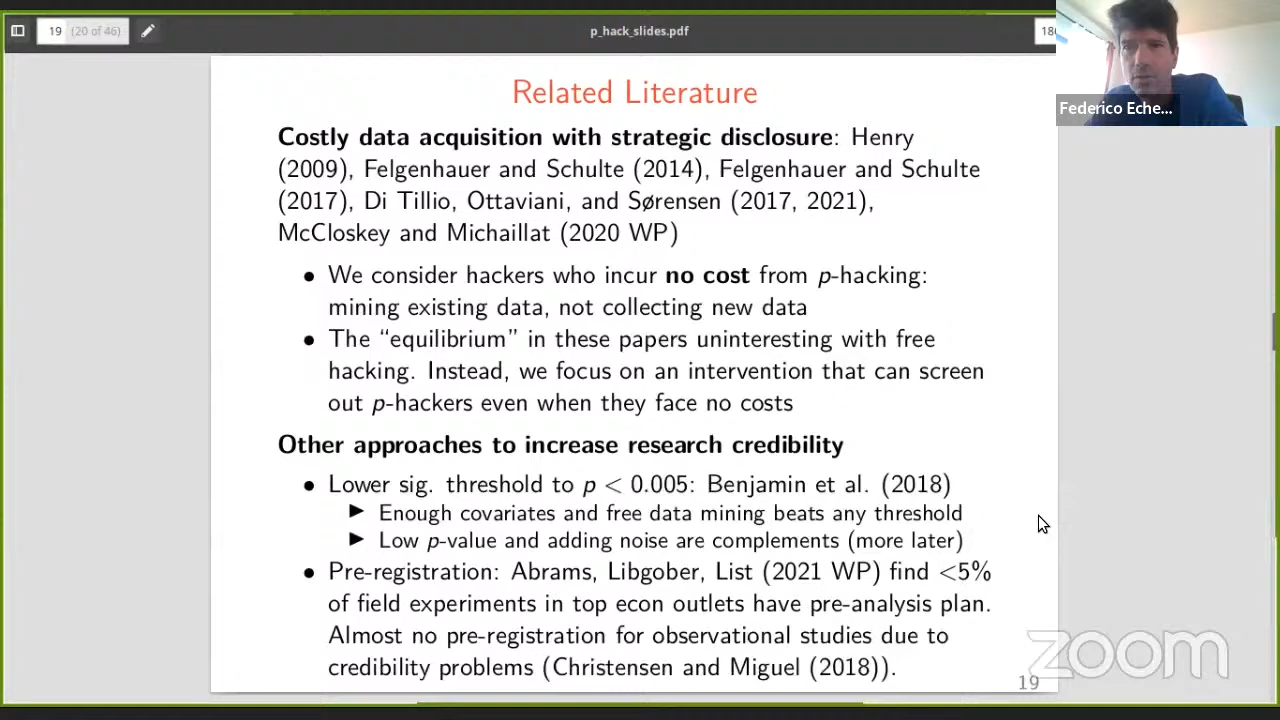 19 (20 of 46)
p_hack_slides.pdf
Federico Eche...
Related Literature
Costly data acquisition with strategic disclosure: Henry
(2009), Felgenhauer and Schulte (2014), Felgenhauer and Schulte
(2017), Di Tillio, Ottaviani, and Sørensen (2017, 2021),
McCloskey and Michaillat (2020 WP)
• We consider hackers who incur no cost from p-hacking:
mining existing data, not collecting new data
• The “equilibrium” in these papers uninteresting with free
hacking. Instead, we focus on an intervention that can screen
out p-hackers even when they face no costs
Other approaches to increase research credibility
• Lower sig. threshold to p < 0.005: Benjamin et al. (2018)
▶ Enough covariates and free data mining beats any threshold
▶ Low p-value and adding noise are complements (more later)
• Pre-registration: Abrams, Libgober, List (2021 WP) find <5%
of field experiments in top econ outlets have pre-analysis plan.
Almost no pre-registration for observational studies due to
credibility problems (Christensen and Miguel (2018)).
zoom
19